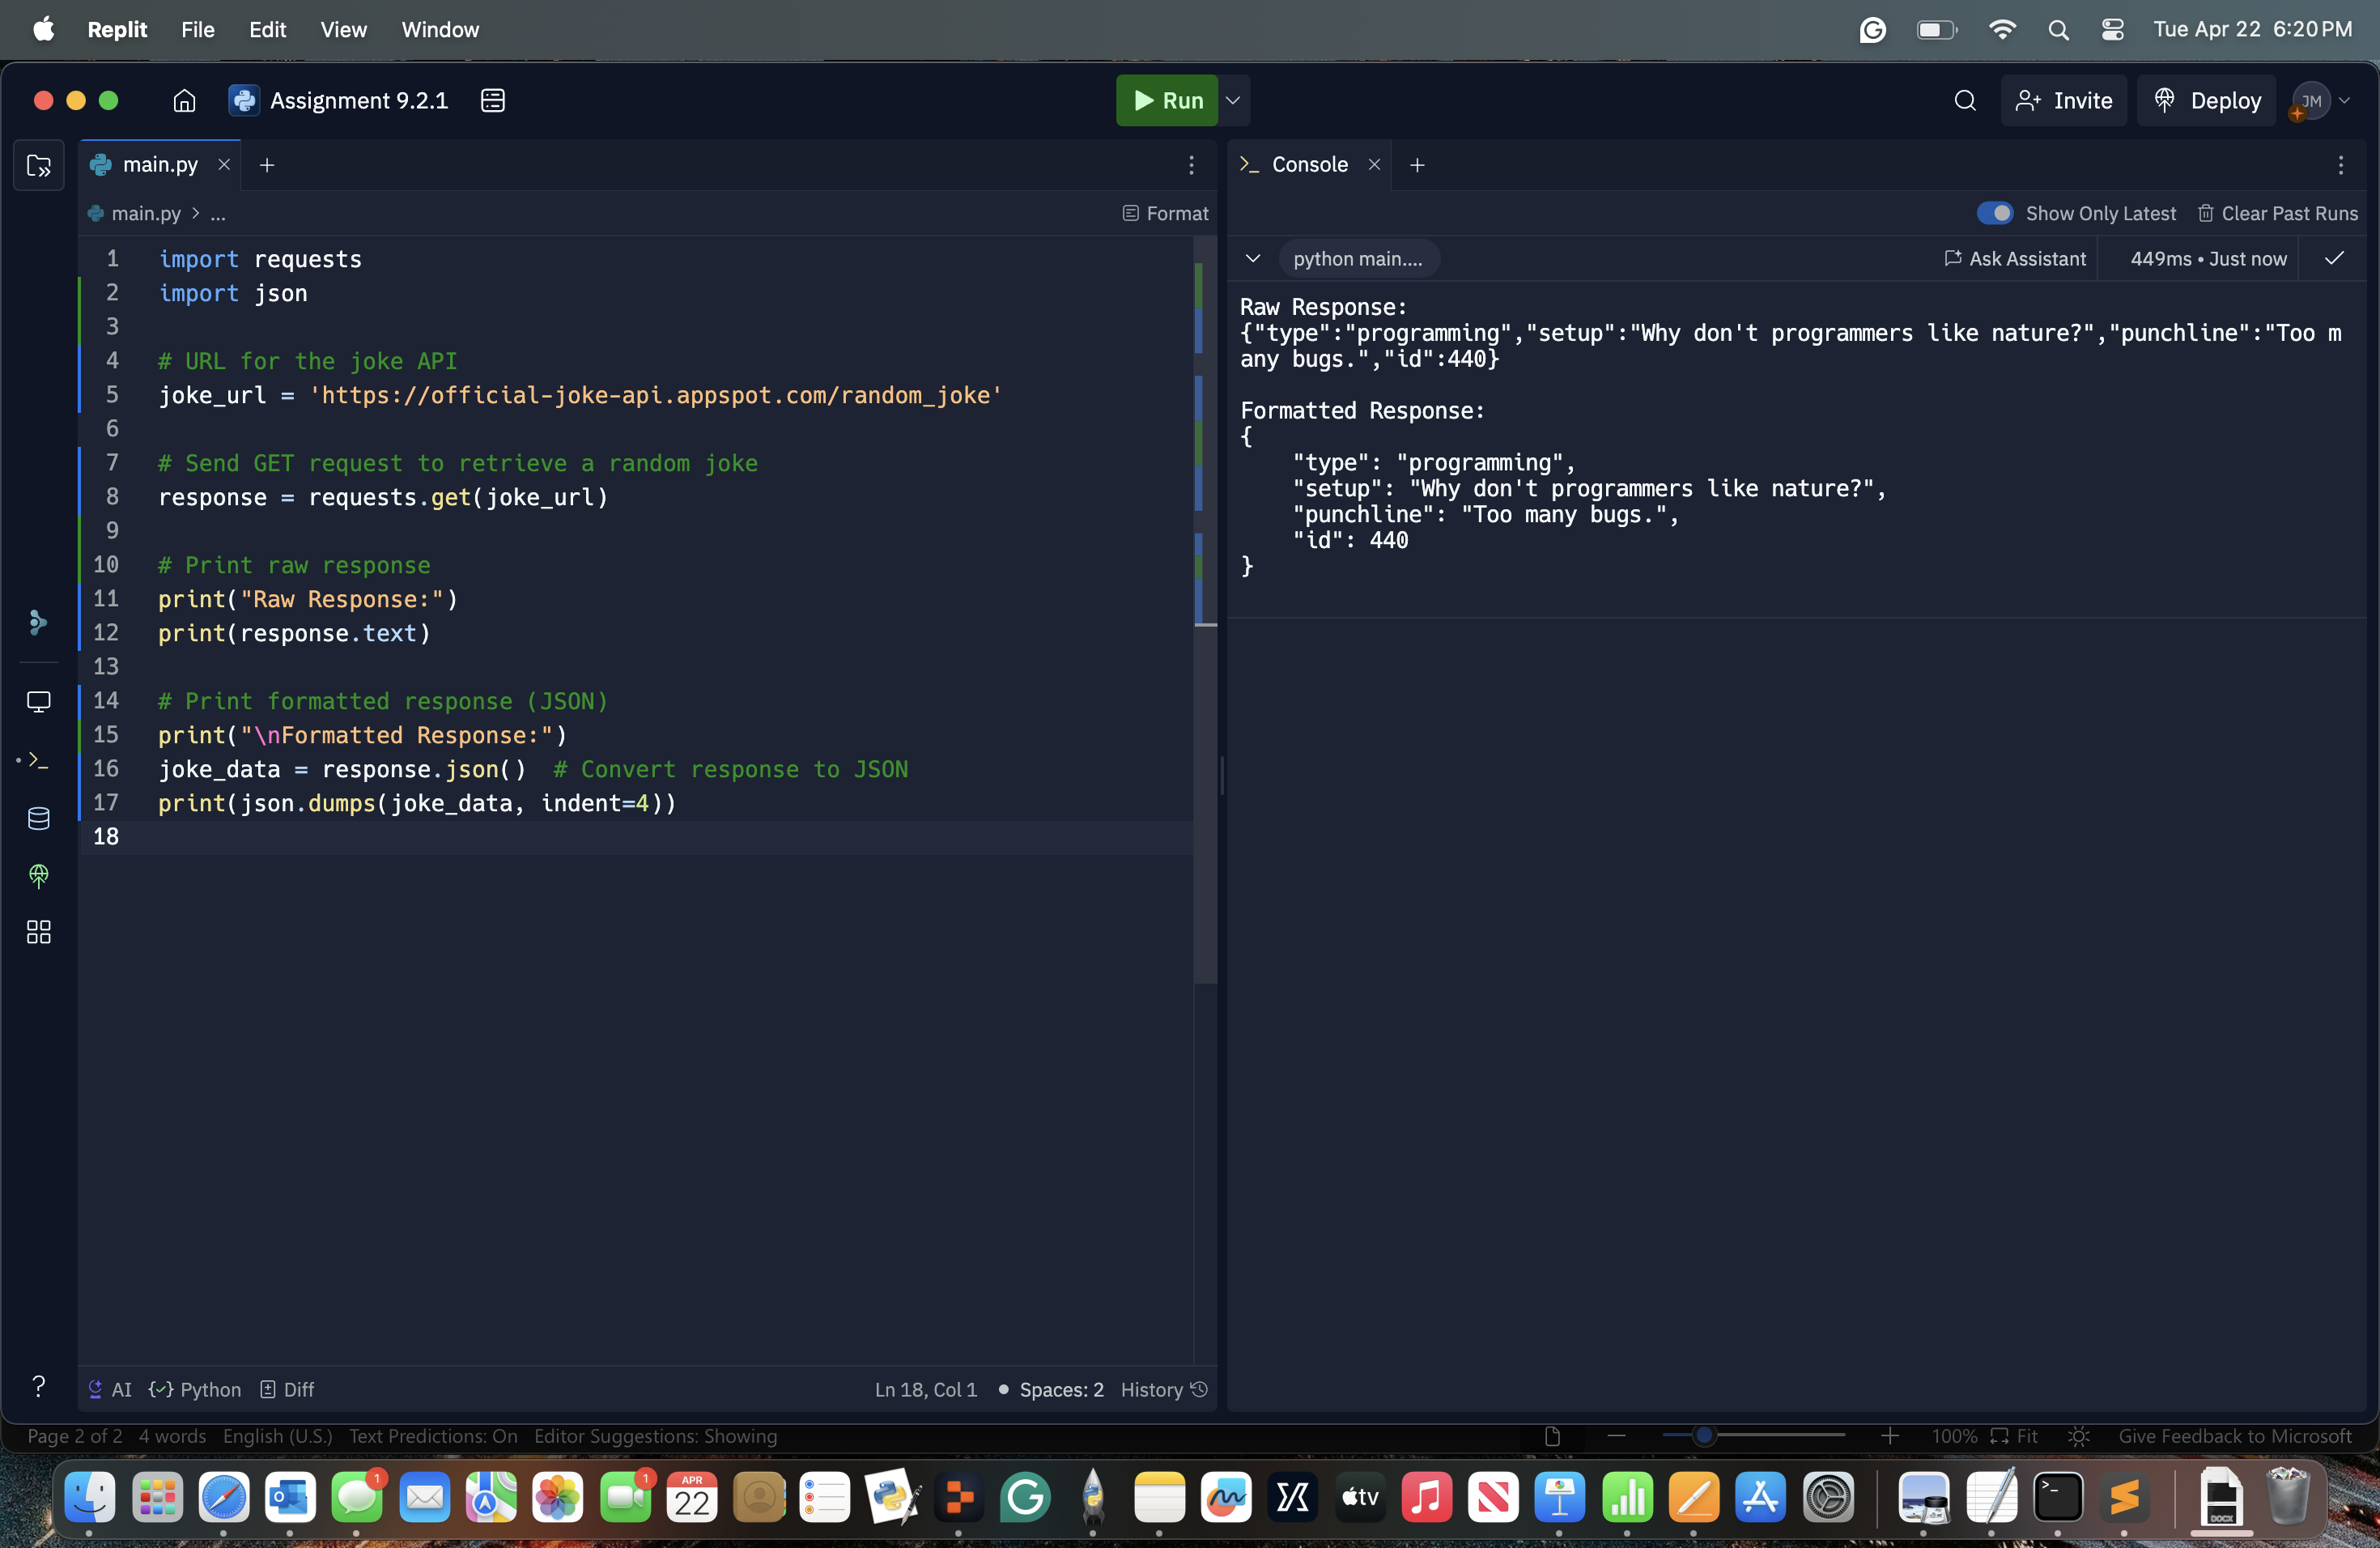 Replit File Edit View Window Tue Apr 22 6:20 PM
Assignment 9.2.1 Run Invite Deploy JM
main.py Console
main.py > ... Format Show Only Latest Clear Past Runs
python main.... Ask Assistant 449ms • Just now
1 import requests
2 import json
3
4 # URL for the joke API
5 joke_url = 'https://official-joke-api.appspot.com/random_joke'
6
7 # Send GET request to retrieve a random joke
8 response = requests.get(joke_url)
9
10 # Print raw response
11 print("Raw Response:")
12 print(response.text)
13
14 # Print formatted response (JSON)
15 print("\nFormatted Response:")
16 joke_data = response.json()  # Convert response to JSON
17 print(json.dumps(joke_data, indent=4))
18
Raw Response:
{"type":"programming","setup":"Why don't programmers like nature?","punchline":"Too m
any bugs.","id":440}
Formatted Response:
{
    "type": "programming",
    "setup": "Why don't programmers like nature?",
    "punchline": "Too many bugs.",
    "id": 440
}
AI Python Diff Ln 18, Col 1 • Spaces: 2 History
Page 2 of 2 4 words English (U.S.) Text Predictions: On Editor Suggestions: Showing 100% Fit Give Feedback to Microsoft
1 1 APR
22 tv DOCX